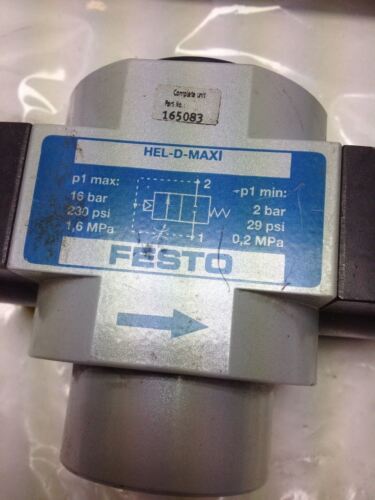 Complete unit
Part No.:
165083
HEL-D-MAXI
p1 max:
16 bar
230 psi
1,6 MPa
2
1
p1 min:
2 bar
29 psi
0,2 MPa
FESTO